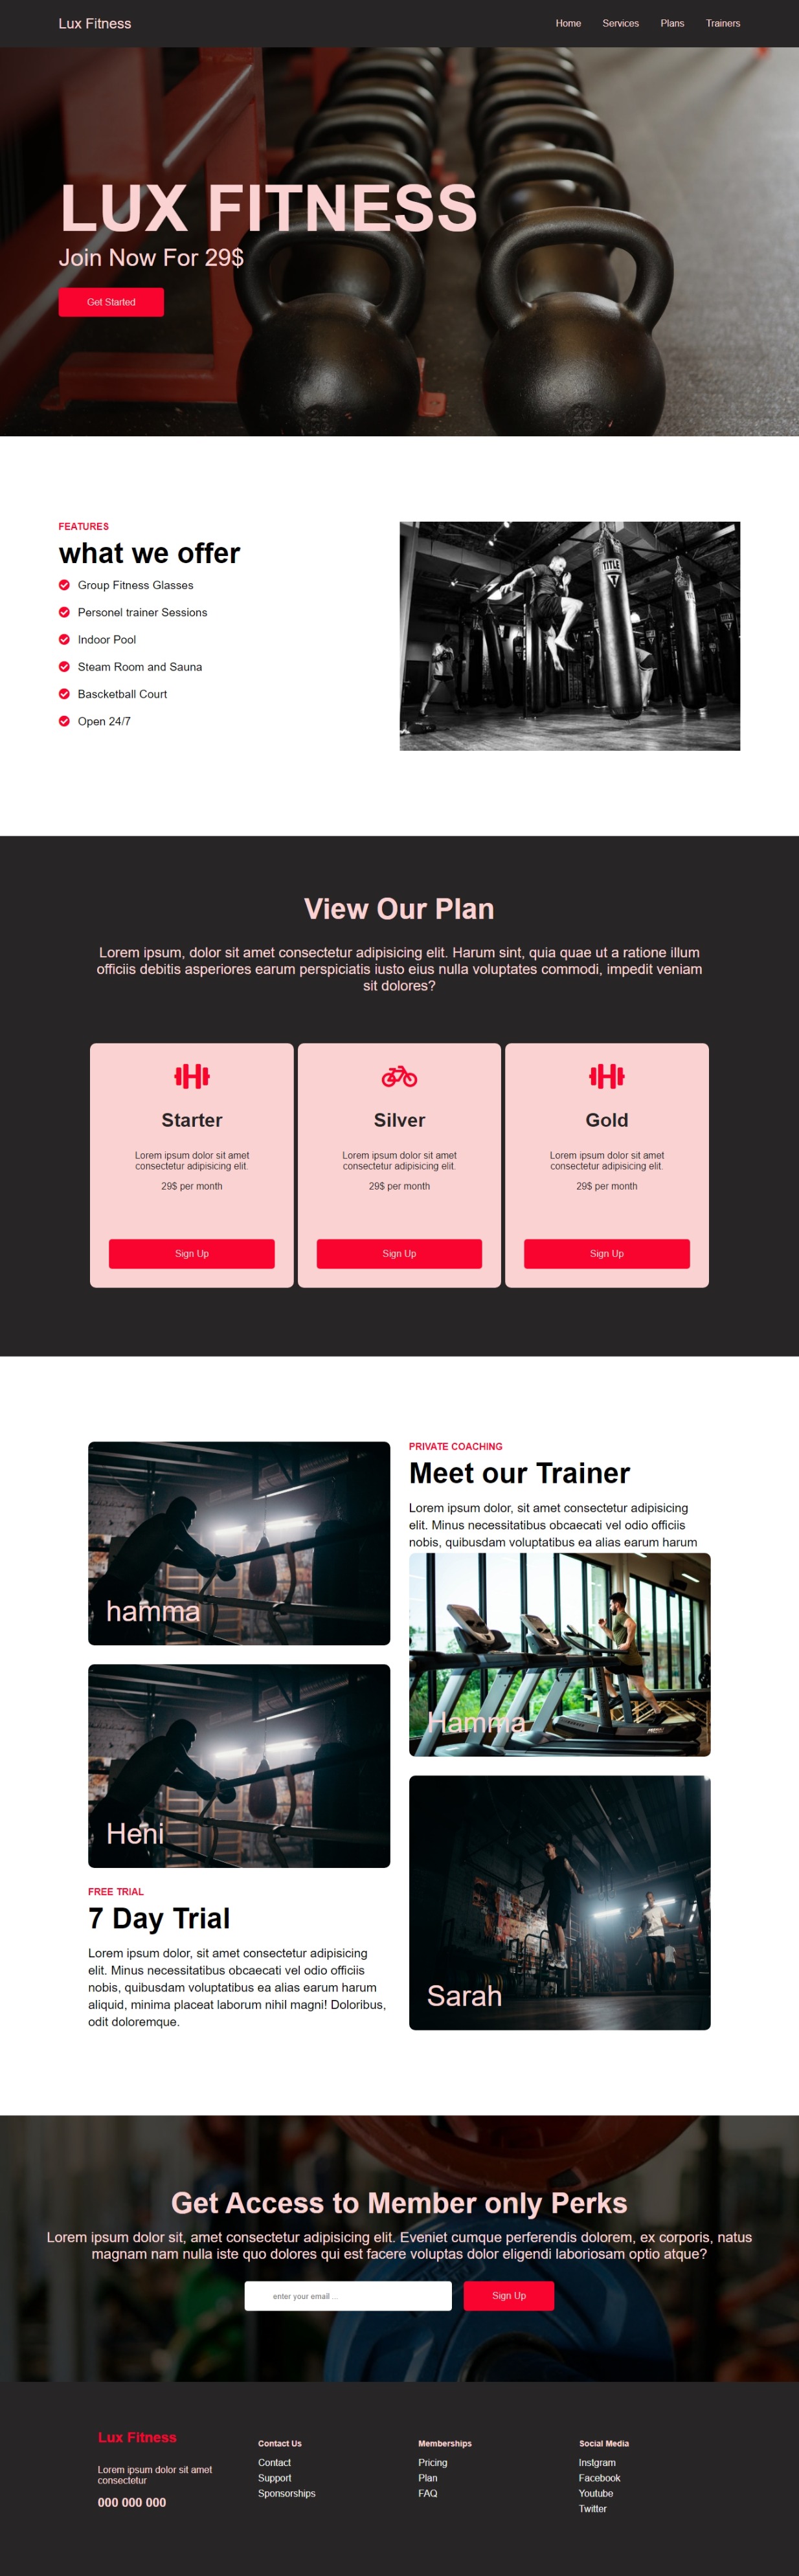 Lux Fitness
Home Services Plans Trainers
LUX FITNESS
Join Now For 29$
Get Started
FEATURES
what we offer
Group Fitness Glasses
Personel trainer Sessions
Indoor Pool
Steam Room and Sauna
Bascketball Court
Open 24/7
TITLE
View Our Plan
Lorem ipsum, dolor sit amet consectetur adipisicing elit. Harum sint, quia quae ut a ratione illum
officiis debitis asperiores earum perspiciatis iusto eius nulla voluptates commodi, impedit veniam
sit dolores?
Starter
Lorem ipsum dolor sit amet
consectetur adipisicing elit.
29$ per month
Sign Up
Silver
Lorem ipsum dolor sit amet
consectetur adipisicing elit.
29$ per month
Sign Up
Gold
Lorem ipsum dolor sit amet
consectetur adipisicing elit.
29$ per month
Sign Up
hamma
Heni
FREE TRIAL
7 Day Trial
Lorem ipsum dolor, sit amet consectetur adipisicing
elit. Minus necessitatibus obcaecati vel odio officiis
nobis, quibusdam voluptatibus ea alias earum harum
aliquid, minima placeat laborum nihil magni! Doloribus,
odit doloremque.
PRIVATE COACHING
Meet our Trainer
Lorem ipsum dolor, sit amet consectetur adipisicing
elit. Minus necessitatibus obcaecati vel odio officiis
nobis, quibusdam voluptatibus ea alias earum harum
Hamma
Sarah
Get Access to Member only Perks
Lorem ipsum dolor sit, amet consectetur adipisicing elit. Eveniet cumque perferendis dolorem, ex corporis, natus
magnam nam nulla iste quo dolores qui est facere voluptas dolor eligendi laboriosam optio atque?
enter your email ...
Sign Up
Lux Fitness
Lorem ipsum dolor sit amet
consectetur
000 000 000
Contact Us
Contact
Support
Sponsorships
Memberships
Pricing
Plan
FAQ
Social Media
Instgram
Facebook
Youtube
Twitter